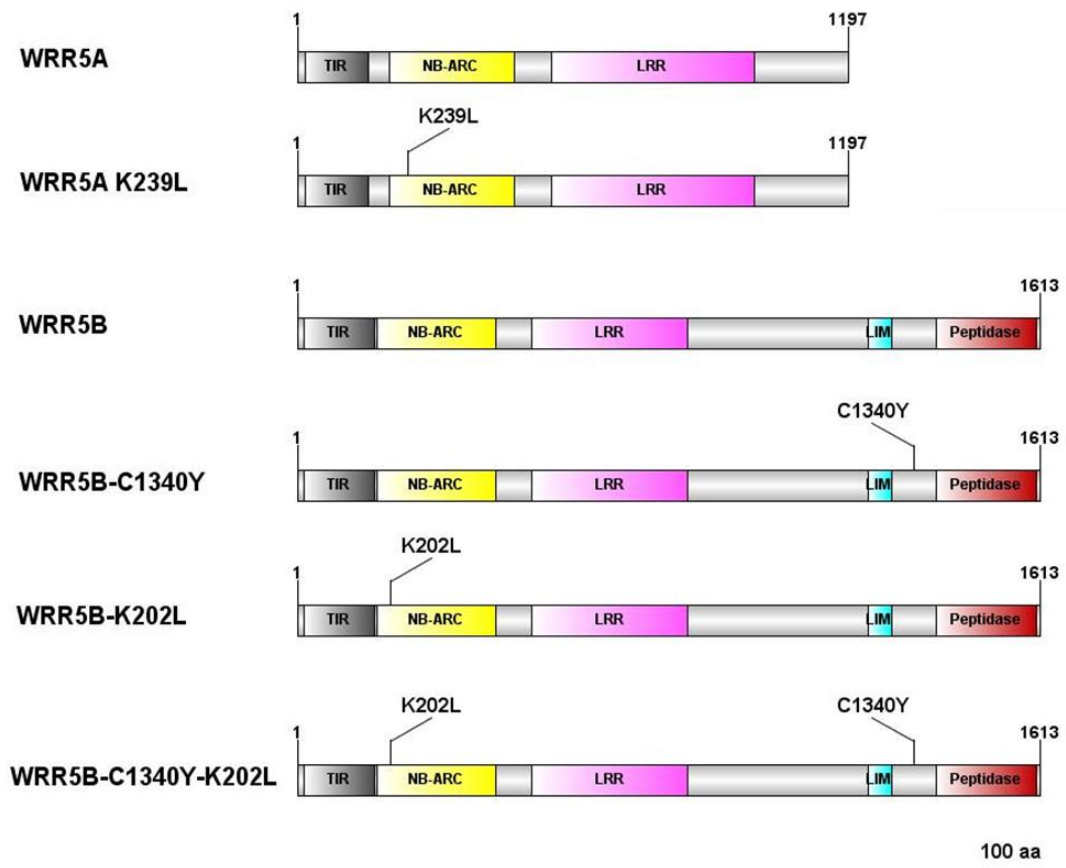 1 1197
WRR5A TIR NB-ARC LRR
K239L
1 1197
WRR5A K239L TIR NB-ARC LRR
1 1613
WRR5B TIR NB-ARC LRR LIM Peptidase
C1340Y
1 1613
WRR5B-C1340Y TIR NB-ARC LRR LIM Peptidase
K202L
1 1613
WRR5B-K202L TIR NB-ARC LRR LIM Peptidase
K202L C1340Y
1 1613
WRR5B-C1340Y-K202L TIR NB-ARC LRR LIM Peptidase
100 aa